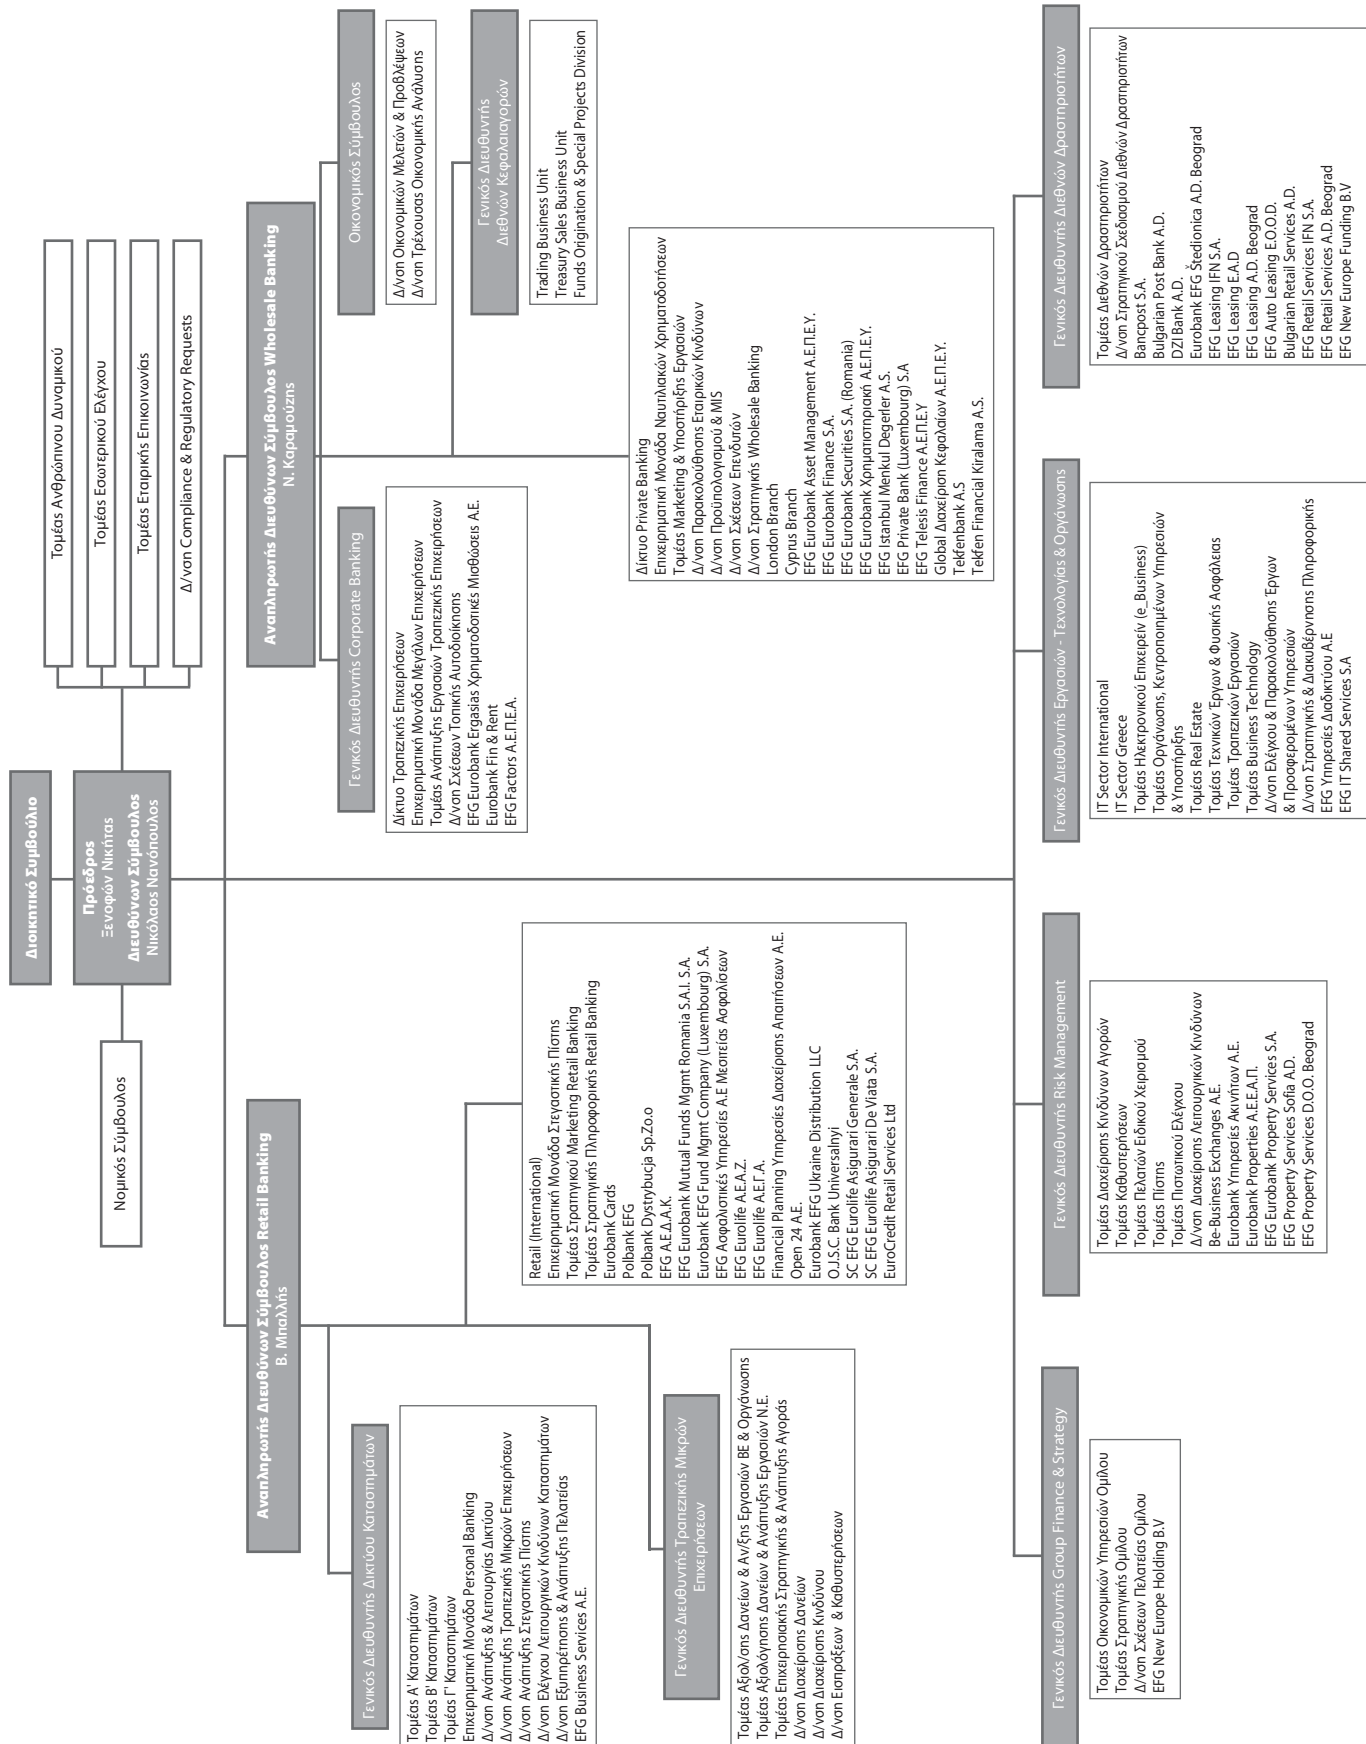 Διοικητικό Συμβούλιο
Πρόεδρος
Ξενοφών Νικήτας
Διευθύνων Σύμβουλος
Νικόλαος Νανόπουλος
Νομικός Σύμβουλος
Τομέας Ανθρώπινου Δυναμικού
Τομέας Εσωτερικού Ελέγχου
Τομέας Εταιρικής Επικοινωνίας
Δ/νση Compliance & Regulatory Requests
Αναπληρωτής Διευθύνων Σύμβουλος Retail Banking
Β. Μπαλλής
Γενικός Διευθυντής Δικτύου Καταστημάτων
Τομέας Α' Καταστημάτων
Τομέας Β' Καταστημάτων
Τομέας Γ' Καταστημάτων
Επιχειρηματική Μονάδα Personal Banking
Δ/νση Ανάπτυξης & Λειτουργίας Δικτύου
Δ/νση Ανάπτυξης Τραπεζικής Μικρών Επιχειρήσεων
Δ/νση Ανάπτυξης Στεγαστικής Πίστης
Δ/νση Ελέγχου Λειτουργικών Κινδύνων Καταστημάτων
Δ/νση Εξυπηρέτησης & Ανάπτυξης Πελατείας
EFG Business Services A.E.
Γενικός Διευθυντής Τραπεζικής Μικρών
Επιχειρήσεων
Τομέας Αξιολ/σης Δανείων & Αν/ξης Εργασιών ΒΕ & Οργάνωσης
Τομέας Αξιολόγησης Δανείων & Ανάπτυξης Εργασιών Ν.Ε.
Τομέας Επιχειρησιακής Στρατηγικής & Ανάπτυξης Αγοράς
Δ/νση Διαχείρισης Δανείων
Δ/νση Διαχείρισης Κινδύνου
Δ/νση Εισπράξεων & Καθυστερήσεων
Retail (International)
Επιχειρηματική Μονάδα Στεγαστικής Πίστης
Τομέας Στρατηγικού Marketing Retail Banking
Τομέας Στρατηγικής Πληροφορικής Retail Banking
Eurobank Cards
Polbank EFG
Polbank Dystrybucja Sp.Zo.o
EFG Α.Ε.Δ.Α.Κ.
EFG Eurobank Mutual Funds Mgmt Romania S.A.I. S.A.
Eurobank EFG Fund Mgmt Company (Luxembourg) S.A.
EFG Ασφαλιστικές Υπηρεσίες Α.Ε Μεσιτείας Ασφαλίσεων
EFG Eurolife Α.Ε.Α.Ζ.
EFG Eurolife Α.Ε.Γ.Α.
Financial Planning Υπηρεσίες Διαχείρισης Απαιτήσεων Α.Ε.
Open 24 A.E.
Eurobank EFG Ukraine Distribution LLC
O.J.S.C. Bank Universalnyi
SC EFG Eurolife Asigurari Generale S.A.
SC EFG Eurolife Asigurari De Viata S.A.
EuroCredit Retail Services Ltd
Αναπληρωτής Διευθύνων Σύμβουλος Wholesale Banking
Ν. Καραμούζης
Γενικός Διευθυντής Corporate Banking
Δίκτυο Τραπεζικής Επιχειρήσεων
Επιχειρηματική Μονάδα Μεγάλων Επιχειρήσεων
Τομέας Ανάπτυξης Εργασιών Τραπεζικής Επιχειρήσεων
Δ/νση Σχέσεων Τοπικής Αυτοδιοίκησης
EFG Eurobank Ergasias Χρηματοδοτικές Μισθώσεις Α.Ε.
Eurobank Fin & Rent
EFG Factors Α.Ε.Π.Ε.Α.
Οικονομικός Σύμβουλος
Δ/νση Οικονομικών Μελετών & Προβλέψεων
Δ/νση Τρέχουσας Οικονομικής Ανάλυσης
Γενικός Διευθυντής
Διεθνών Κεφαλαιαγορών
Trading Business Unit
Treasury Sales Business Unit
Funds Origination & Special Projects Division
Δίκτυο Private Banking
Επιχειρηματική Μονάδα Ναυτιλιακών Χρηματοδοτήσεων
Τομέας Marketing & Υποστήριξης Εργασιών
Δ/νση Παρακολούθησης Εταιρικών Κινδύνων
Δ/νση Προϋπολογισμού & MIS
Δ/νση Σχέσεων Επενδυτών
Δ/νση Στρατηγικής Wholesale Banking
London Branch
Cyprus Branch
EFG Eurobank Asset Management Α.Ε.Π.Ε.Υ.
EFG Eurobank Finance S.A.
EFG Eurobank Securities S.A. (Romania)
EFG Eurobank Χρηματιστηριακή Α.Ε.Π.Ε.Υ.
EFG Istanbul Menkul Degerler A.S.
EFG Private Bank (Luxembourg) S.A
EFG Telesis Finance Α.Ε.Π.Ε.Υ
Global Διαχείριση Κεφαλαίων Α.Ε.Π.Ε.Υ.
Tekfenbank A.S
Tekfen Financial Kiralama A.S.
Γενικός Διευθυντής Group Finance & Strategy
Τομέας Οικονομικών Υπηρεσιών Ομίλου
Τομέας Στρατηγικής Ομίλου
Δ/νση Σχέσεων Πελατείας Ομίλου
EFG New Europe Holding B.V
Γενικός Διευθυντής Risk Management
Τομέας Διαχείρισης Κινδύνων Αγορών
Τομέας Καθυστερήσεων
Τομέας Πελατών Ειδικού Χειρισμού
Τομέας Πίστης
Τομέας Πιστωτικού Ελέγχου
Δ/νση Διαχείρισης Λειτουργικών Κινδύνων
Be-Business Exchanges A.E.
Eurobank Υπηρεσίες Ακινήτων Α.Ε.
Eurobank Properties Α.Ε.Ε.Α.Π.
EFG Eurobank Property Services S.A.
EFG Property Services Sofia A.D.
EFG Property Services D.O.O. Beograd
Γενικός Διευθυντής Εργασιών - Τεχνολογίας & Οργάνωσης
IT Sector International
IT Sector Greece
Τομέας Ηλεκτρονικού Επιχειρείν (e_Business)
Τομέας Οργάνωσης, Κεντροποιημένων Υπηρεσιών
& Υποστήριξης
Τομέας Real Estate
Τομέας Τεχνικών Έργων & Φυσικής Ασφάλειας
Τομέας Τραπεζικών Εργασιών
Τομέας Business Technology
Δ/νση Ελέγχου & Παρακολούθησης Έργων
& Προσφερομένων Υπηρεσιών
Δ/νση Στρατηγικής & Διακυβέρνησης Πληροφορικής
EFG Υπηρεσίες Διαδικτύου Α.Ε
EFG IT Shared Services S.A
Γενικός Διευθυντής Διεθνών Δραστηριοτήτων
Τομέας Διεθνών Δραστηριοτήτων
Δ/νση Στρατηγικού Σχεδιασμού Διεθνών Δραστηριοτήτων
Bancpost S.A.
Bulgarian Post Bank A.D.
DZI Bank A.D.
Eurobank EFG Štedionica A.D. Beograd
EFG Leasing IFN S.A.
EFG Leasing E.A.D
EFG Leasing A.D. Beograd
EFG Auto Leasing E.O.O.D.
Bulgarian Retail Services A.D.
EFG Retail Services IFN S.A.
EFG Retail Services A.D. Beograd
EFG New Europe Funding B.V